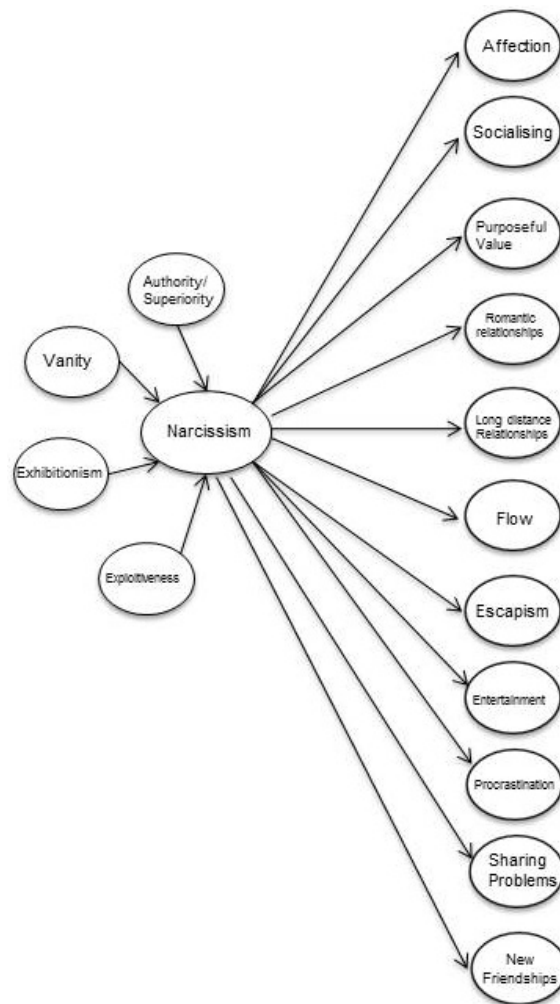 Affection
Socialising
Purposeful
Value
Authority/
Superiority
Romantic
relationships
Vanity
Narcissism
Long distance
Relationships
Exhibitionism
Flow
Exploitiveness
Escapism
Entertainment
Procrastination
Sharing
Problems
New
Friendships